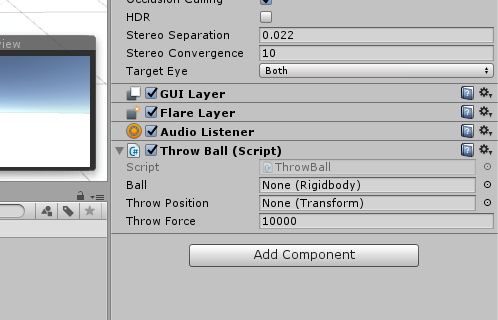 Occlusion Culling
HDR
Stereo Separation 0.022
Stereo Convergence 10
Target Eye Both
view
GUI Layer
Flare Layer
Audio Listener
Throw Ball (Script)
Script ThrowBall
Ball None (Rigidbody)
Throw Position None (Transform)
Throw Force 10000
Add Component